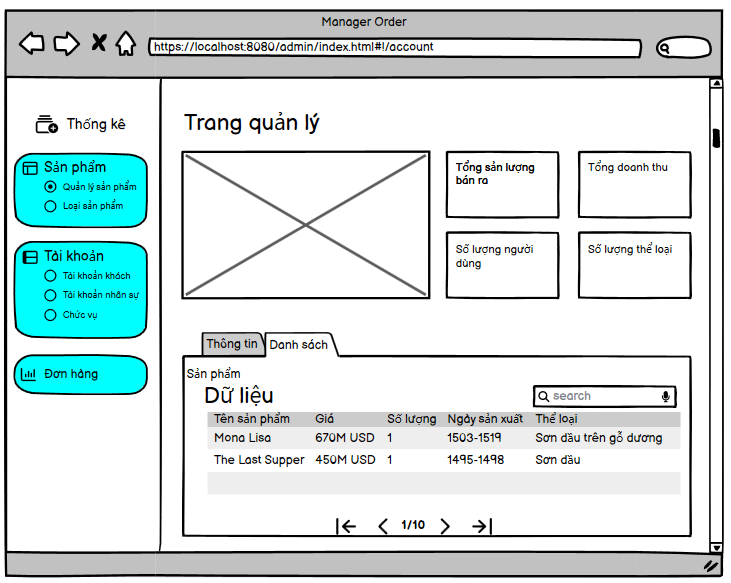 Manager Order
https://localhost:8080/admin/index.html#!/account
Thống kê
Sản phẩm
Quản lý sản phẩm
Loại sản phẩm
Tài khoản
Tài khoản khách
Tài khoản nhân sự
Chức vụ
Đơn hàng
Trang quản lý
Tổng sản lượng
bán ra
Tổng doanh thu
Số lượng người
dùng
Số lượng thể loại
Thông tin
Danh sách
Sản phẩm
Dữ liệu
search
Tên sản phẩm Giá Số lượng Ngày sản xuất Thể loại
Mona Lisa 670M USD 1 1503-1519 Sơn dầu trên gỗ dương
The Last Supper 450M USD 1 1495-1498 Sơn dầu
1/10